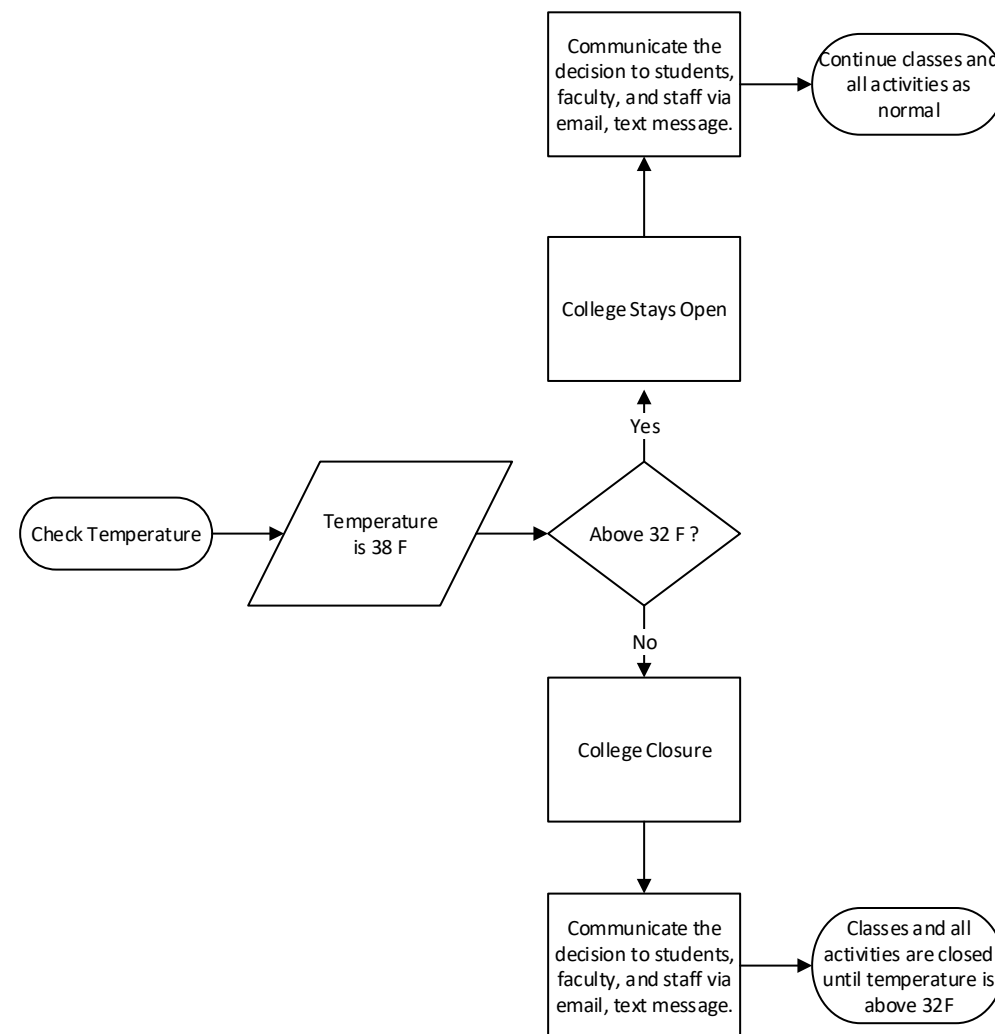 Communicate the
decision to students,
faculty, and staff via
email, text message.
Continue classes and
all activities as
normal
College Stays Open
Yes
Check Temperature
Temperature
is 38 F
Above 32 F ?
No
College Closure
Communicate the
decision to students,
faculty, and staff via
email, text message.
Classes and all
activities are closed
until temperature is
above 32F